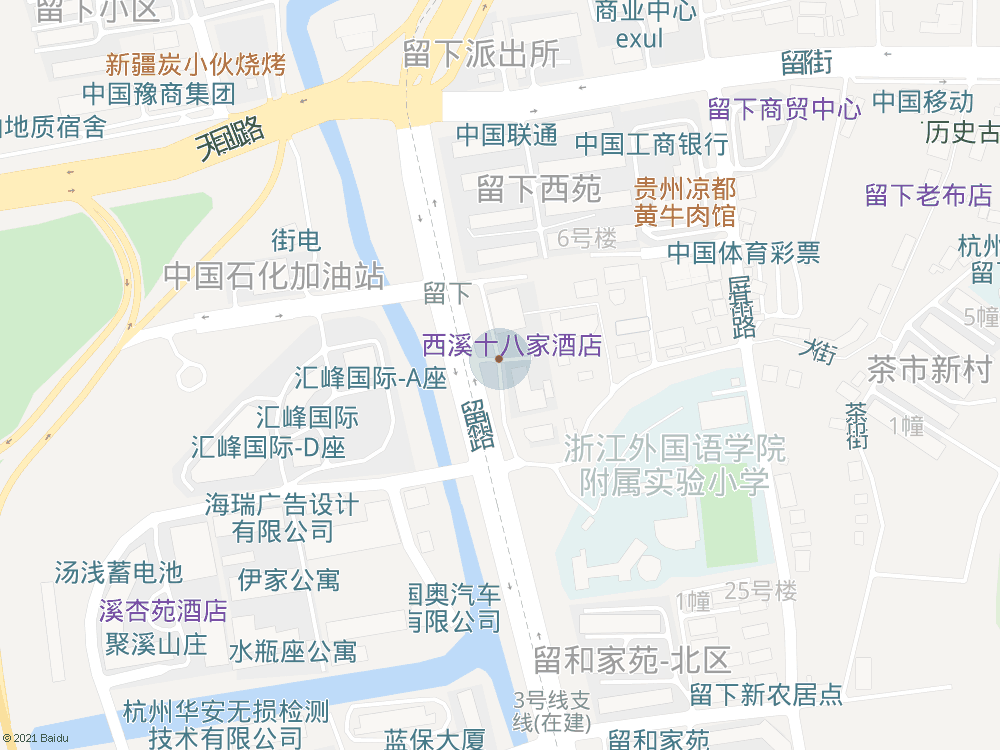 留下小区
商业中心
exul
留下派出所
留街
新疆炭小伙烧烤
中国豫商集团
地质宿舍
天目山路
中国联通
中国工商银行
留下商贸中心
中国移动
历史古
留下西苑
贵州凉都
黄牛肉馆
留下老布店
6号楼
街电
中国体育彩票
杭州
留下
中国石化加油站
留下
屏基路
5幢
西溪十八家酒店
大街
茶市新村
汇峰国际-A座
汇峰国际
留和路
茶市街
1幢
汇峰国际-D座
浙江外国语学院
附属实验小学
海瑞广告设计
有限公司
汤浅蓄电池
伊家公寓
国奥汽车
有限公司
25号楼
1幢
溪杏苑酒店
聚溪山庄
水瓶座公寓
留和家苑-北区
3号线支
线(在建)
留下新农居点
杭州华安无损检测
技术有限公司
蓝保大厦
留和家苑
© 2021 Baidu